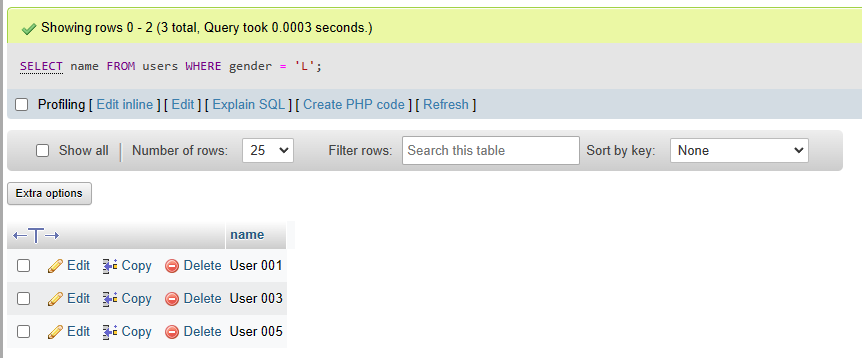 Showing rows 0 - 2 (3 total, Query took 0.0003 seconds.)
SELECT name FROM users WHERE gender = 'L';
Profiling [ Edit inline ] [ Edit ] [ Explain SQL ] [ Create PHP code ] [ Refresh ]
Show all | Number of rows: 25 Filter rows: Search this table Sort by key: None
Extra options
←T→ name
Edit Copy Delete User 001
Edit Copy Delete User 003
Edit Copy Delete User 005